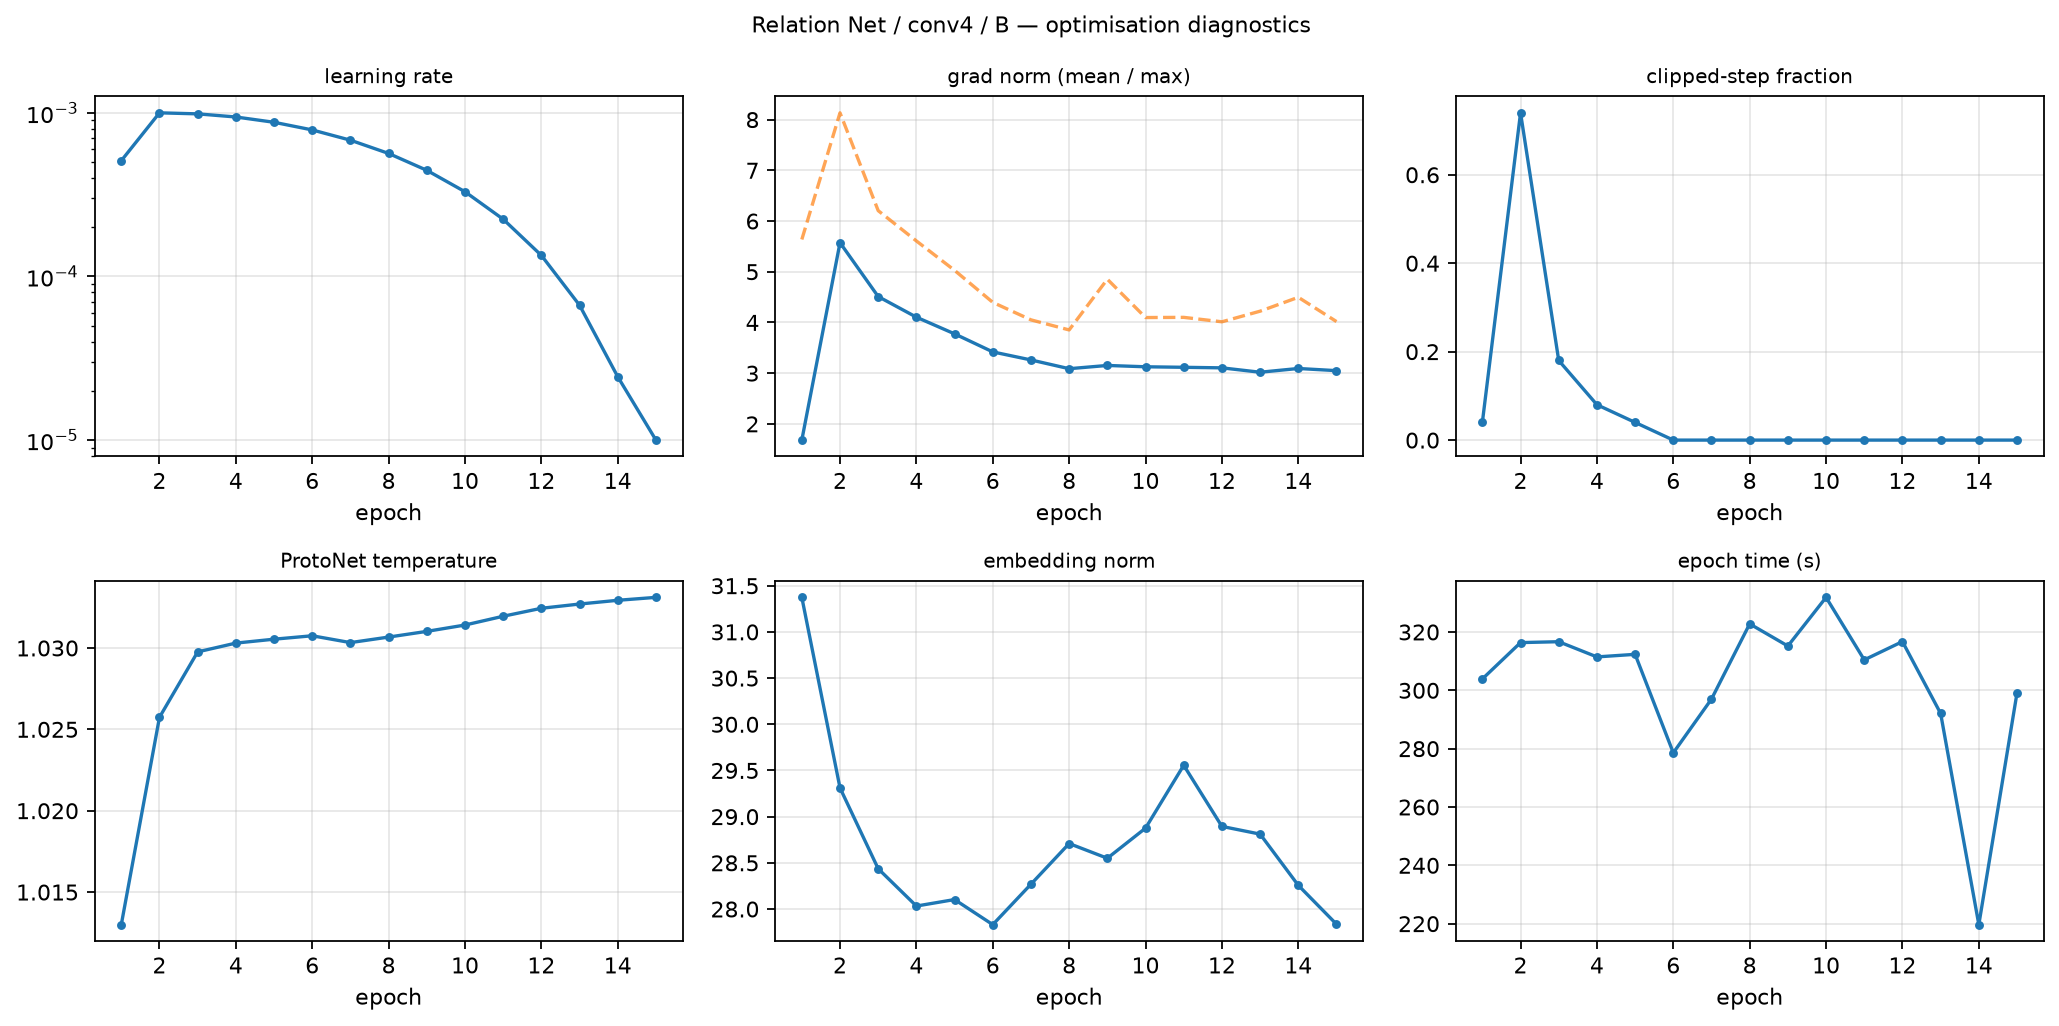 Relation Net / conv4 / B — optimisation diagnostics
learning rate
10⁻³
10⁻⁴
10⁻⁵
2 4 6 8 10 12 14
epoch
grad norm (mean / max)
8
7
6
5
4
3
2
2 4 6 8 10 12 14
epoch
clipped-step fraction
0.6
0.4
0.2
0.0
2 4 6 8 10 12 14
epoch
ProtoNet temperature
1.030
1.025
1.020
1.015
2 4 6 8 10 12 14
epoch
embedding norm
31.5
31.0
30.5
30.0
29.5
29.0
28.5
28.0
2 4 6 8 10 12 14
epoch
epoch time (s)
320
300
280
260
240
220
2 4 6 8 10 12 14
epoch